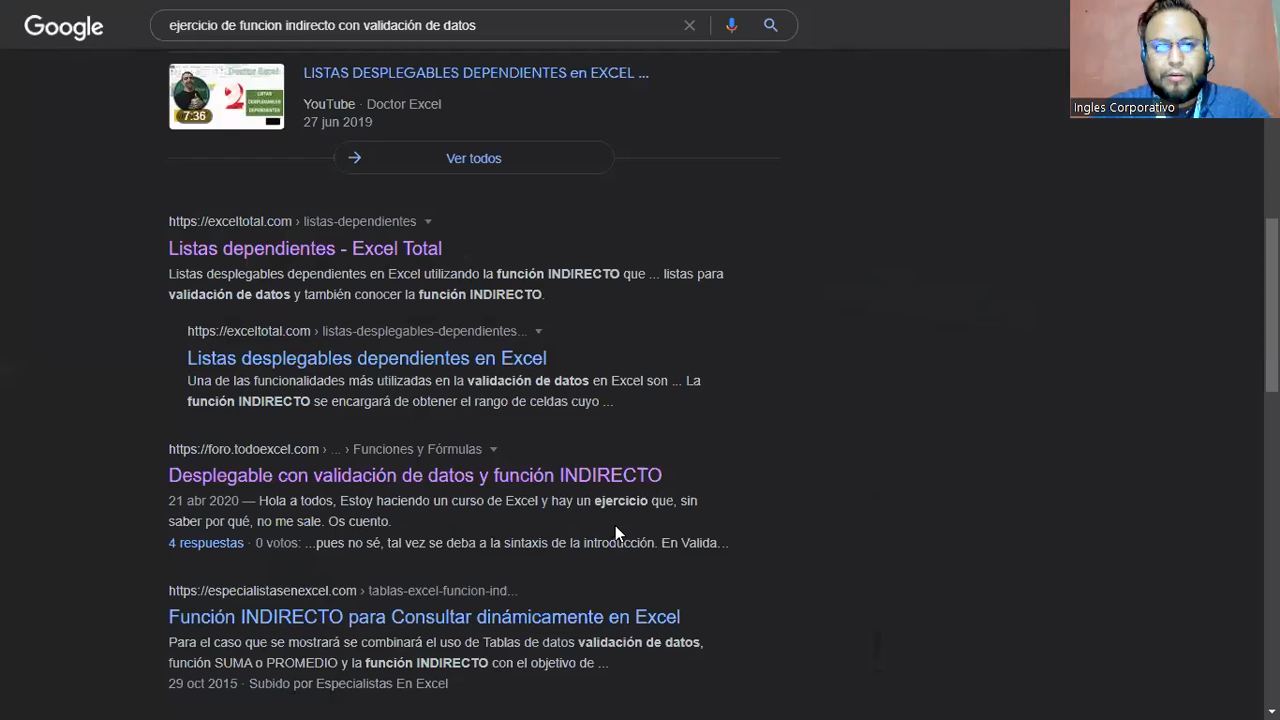 Google
ejercicio de funcion indirecto con validación de datos
Ingles Corporativo
Doctor Excel
LISTAS
DESPLEGABLES
DEPENDIENTES
7:36
LISTAS DESPLEGABLES DEPENDIENTES en EXCEL ...
YouTube · Doctor Excel
27 jun 2019
Ver todos
https://exceltotal.com › listas-dependientes
Listas dependientes - Excel Total
Listas desplegables dependientes en Excel utilizando la función INDIRECTO que ... listas para
validación de datos y también conocer la función INDIRECTO.
https://exceltotal.com › listas-desplegables-dependientes...
Listas desplegables dependientes en Excel
Una de las funcionalidades más utilizadas en la validación de datos en Excel son ... La
función INDIRECTO se encargará de obtener el rango de celdas cuyo ...
https://foro.todoexcel.com › ... › Funciones y Fórmulas
Desplegable con validación de datos y función INDIRECTO
21 abr 2020 — Hola a todos, Estoy haciendo un curso de Excel y hay un ejercicio que, sin
saber por qué, no me sale. Os cuento.
4 respuestas · 0 votos: ...pues no sé, tal vez se deba a la sintaxis de la introducción. En Valida...
https://especialistasenexcel.com › tablas-excel-funcion-ind...
Función INDIRECTO para Consultar dinámicamente en Excel
Para el caso que se mostrará se combinará el uso de Tablas de datos validación de datos,
función SUMA o PROMEDIO y la función INDIRECTO con el objetivo de ...
29 oct 2015 · Subido por Especialistas En Excel